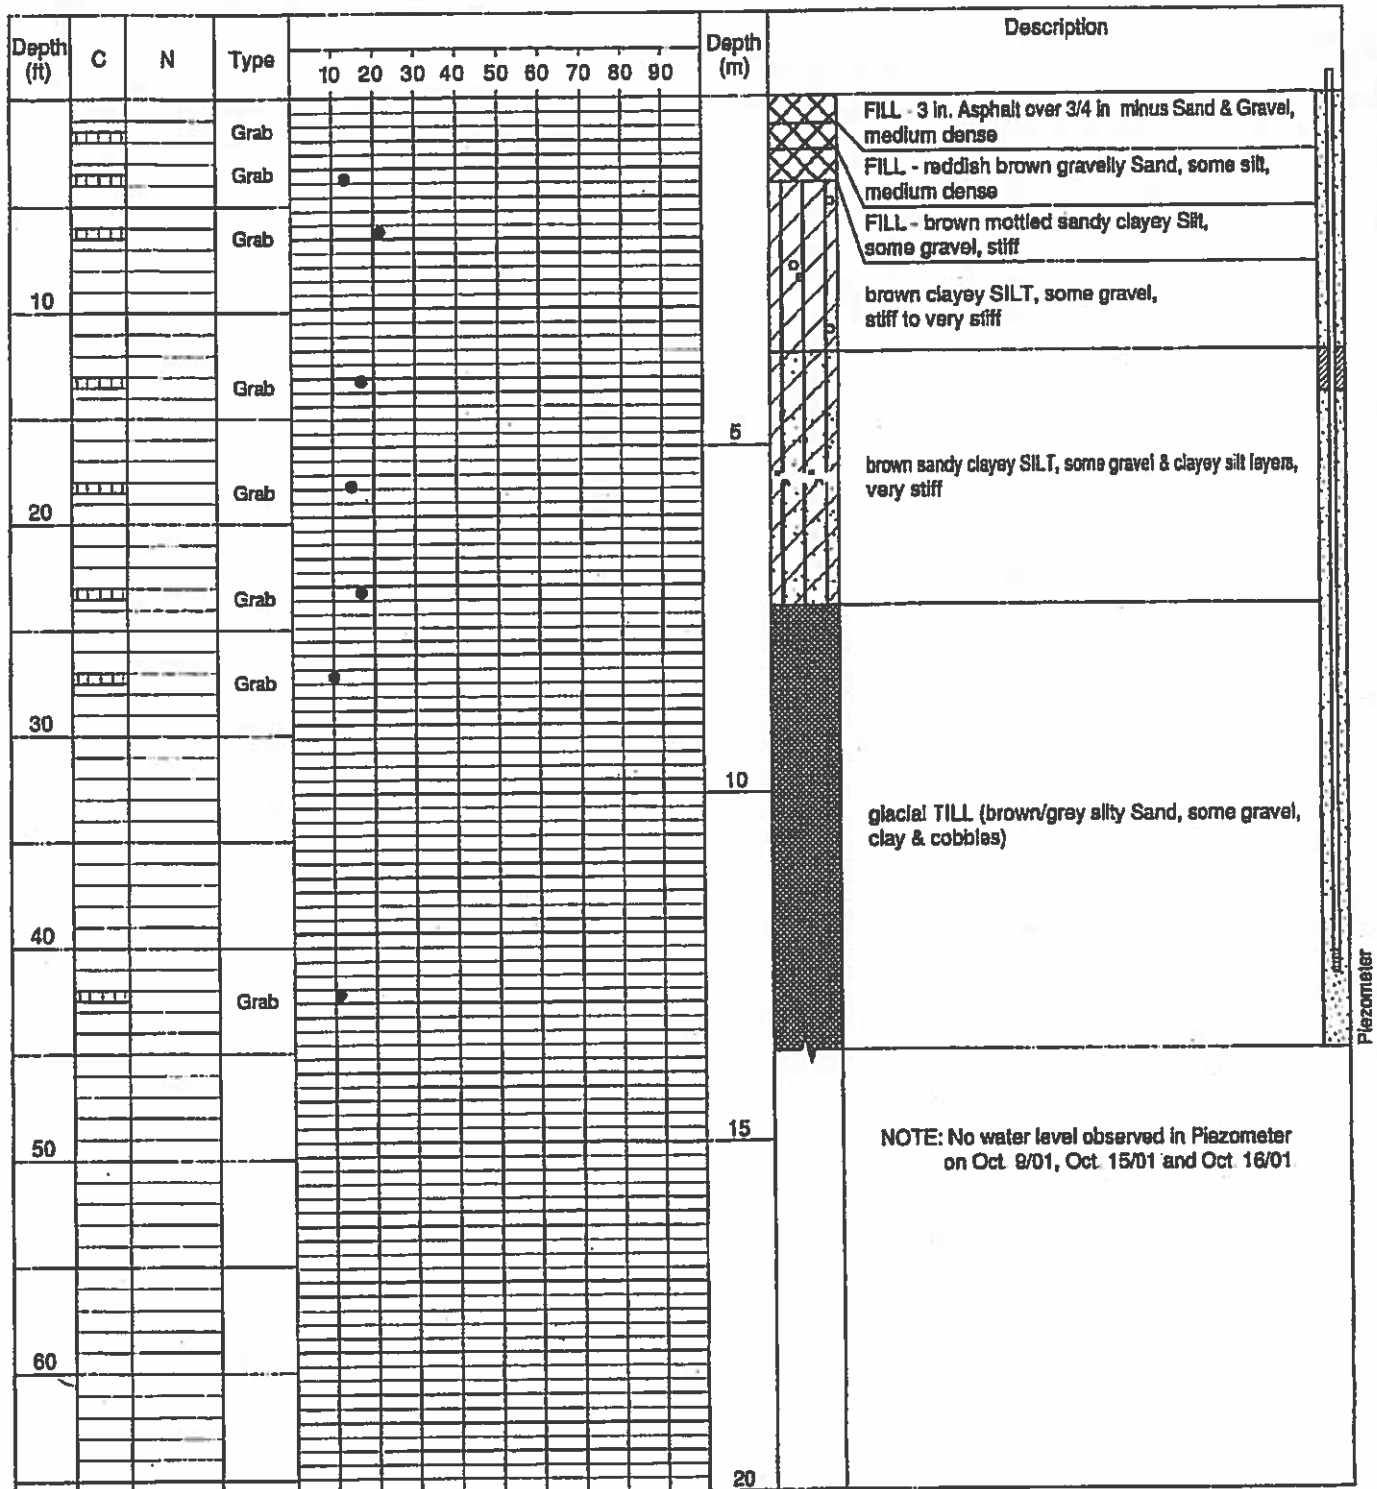 Depth (ft) C N Type Depth (m) Description
10 20 30 40 50 60 70 80 90
FILL - 3 in. Asphalt over 3/4 in minus Sand & Gravel,
medium dense
Grab
FILL - reddish brown gravelly Sand, some silt,
medium dense
Grab
FILL - brown mottled sandy clayey Silt,
some gravel, stiff
Grab
brown clayey SILT, some gravel,
stiff to very stiff
10
Grab
5
brown sandy clayey SILT, some gravel & clayey silt layers,
very stiff
Grab
20
Grab
Grab
30
10
glacial TILL (brown/grey silty Sand, some gravel,
clay & cobbles)
40
Grab
Piezometer
15
NOTE: No water level observed in Piezometer
on Oct. 9/01, Oct. 15/01 and Oct. 16/01
50
60
20